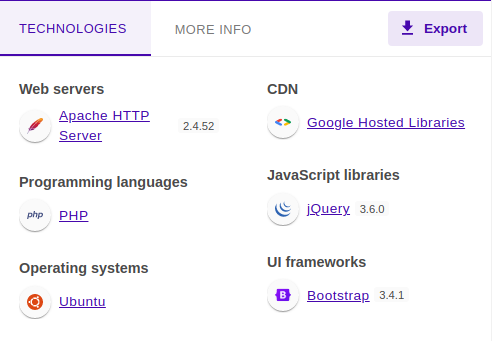 TECHNOLOGIES
MORE INFO
Export
Web servers
Apache HTTP
Server
2.4.52
Programming languages
php
PHP
Operating systems
Ubuntu
CDN
Google Hosted Libraries
JavaScript libraries
jQuery 3.6.0
UI frameworks
B
Bootstrap 3.4.1